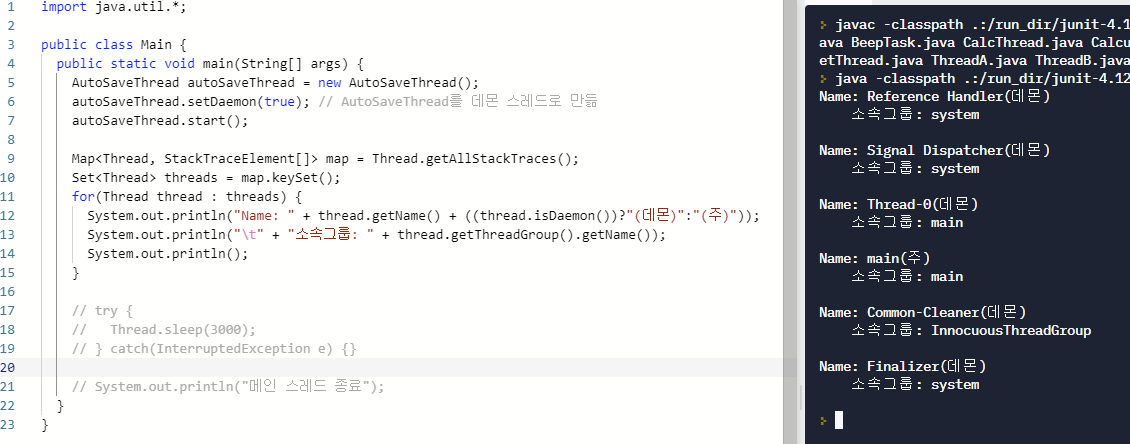 1 import java.util.*;
2
3 public class Main {
4 public static void main(String[] args) {
5 AutoSaveThread autoSaveThread = new AutoSaveThread();
6 autoSaveThread.setDaemon(true); // AutoSaveThread를 데몬 스레드로 만듦
7 autoSaveThread.start();
8
9 Map<Thread, StackTraceElement[]> map = Thread.getAllStackTraces();
10 Set<Thread> threads = map.keySet();
11 for(Thread thread : threads) {
12 System.out.println("Name: " + thread.getName() + ((thread.isDaemon())?"(데몬)":"(주)"));
13 System.out.println("\t" + "소속그룹: " + thread.getThreadGroup().getName());
14 System.out.println();
15 }
16
17 // try {
18 //   Thread.sleep(3000);
19 // } catch(InterruptedException e) {}
20
21 // System.out.println("메인 스레드 종료");
22 }
23 }
> javac -classpath .:/run_dir/junit-4.1
ava BeepTask.java CalcThread.java Calcu
etThread.java ThreadA.java ThreadB.java
> java -classpath .:/run_dir/junit-4.12
Name: Reference Handler(데몬)
소속그룹: system
Name: Signal Dispatcher(데몬)
소속그룹: system
Name: Thread-0(데몬)
소속그룹: main
Name: main(주)
소속그룹: main
Name: Common-Cleaner(데몬)
소속그룹: InnocuousThreadGroup
Name: Finalizer(데몬)
소속그룹: system
>